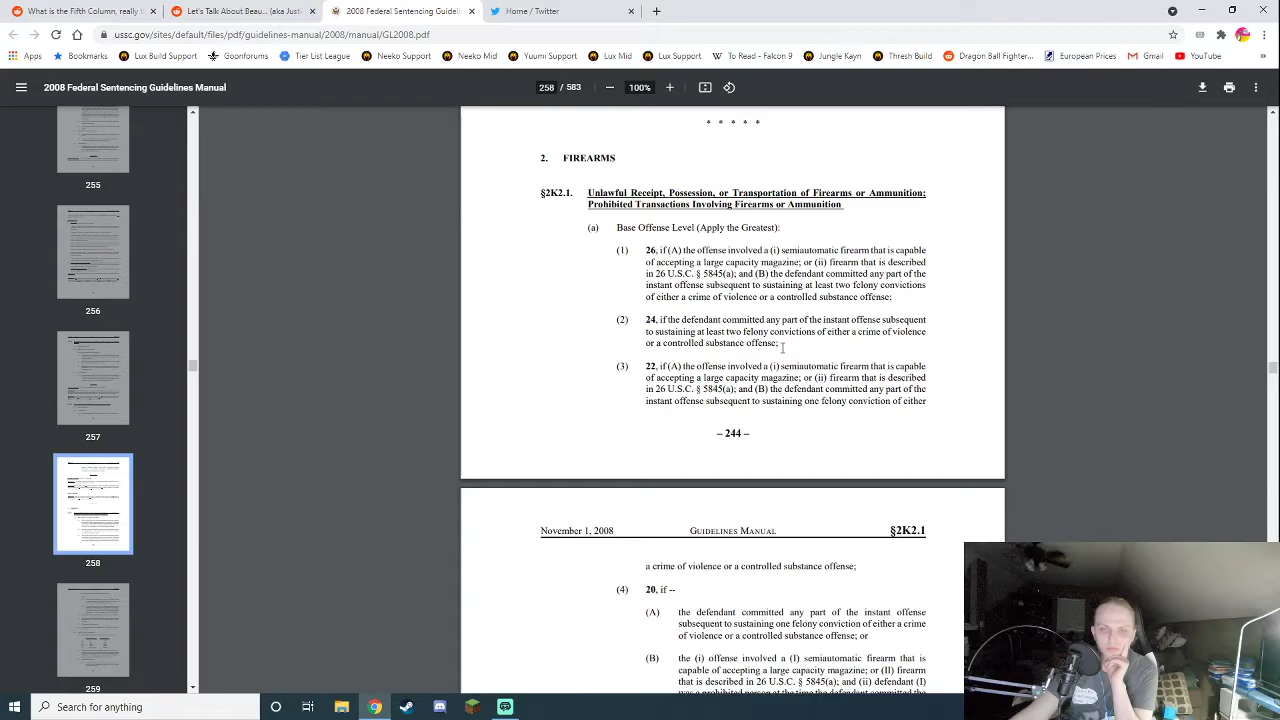 What is the Fifth Column, really t
Let's Talk About Beau... (aka Justi
2008 Federal Sentencing Guideli
Home / Twitter
ussc.gov/sites/default/files/pdf/guidelines-manual/2008/manual/GL2008.pdf
Apps
Bookmarks
Lux Build Support
Goonforums
Tier List League
Neeko Support
Neeko Mid
Yuumi Support
Lux Mid
Lux Support
To Read - Falcon 9
Jungle Kayn
Thresh Build
Dragon Ball Fighter...
European Prices
Gmail
YouTube
»
2008 Federal Sentencing Guidelines Manual
258 / 583
100%
255
256
257
258
259
* * * * *
2. FIREARMS
§2K2.1. Unlawful Receipt, Possession, or Transportation of Firearms or Ammunition;
Prohibited Transactions Involving Firearms or Ammunition
(a) Base Offense Level (Apply the Greatest):
(1) 26, if (A) the offense involved a (i) semiautomatic firearm that is capable
of accepting a large capacity magazine; or (ii) firearm that is described
in 26 U.S.C. § 5845(a); and (B) the defendant committed any part of the
instant offense subsequent to sustaining at least two felony convictions
of either a crime of violence or a controlled substance offense;
(2) 24, if the defendant committed any part of the instant offense subsequent
to sustaining at least two felony convictions of either a crime of violence
or a controlled substance offense;
(3) 22, if (A) the offense involved a (i) semiautomatic firearm that is capable
of accepting a large capacity magazine; or (ii) firearm that is described
in 26 U.S.C. § 5845(a); and (B) the defendant committed any part of the
instant offense subsequent to sustaining one felony conviction of either
– 244 –
November 1, 2008 GUIDELINES MANUAL §2K2.1
a crime of violence or a controlled substance offense;
(4) 20, if --
(A) the defendant committed any part of the instant offense
subsequent to sustaining one felony conviction of either a crime
of violence or a controlled substance offense; or
(B) the (i) offense involved a (I) semiautomatic firearm that is
capable of accepting a large capacity magazine; or (II) firearm
that is described in 26 U.S.C. § 5845(a); and (ii) defendant (I)
was a prohibited person at the time the defendant committed the
Search for anything